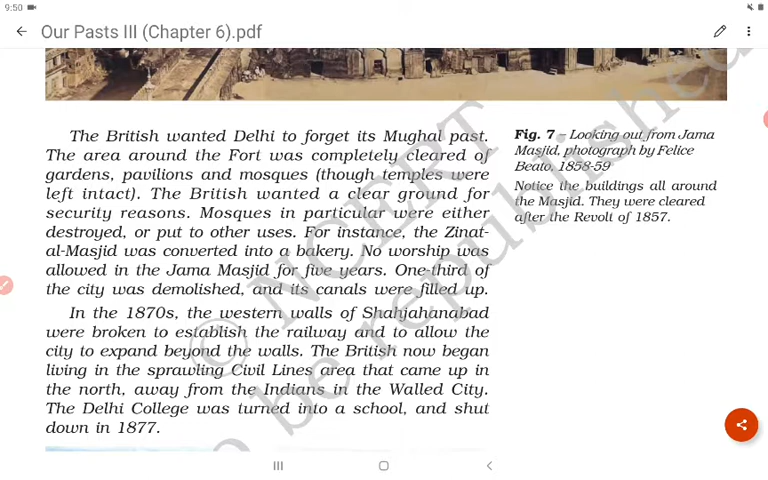 9:50
Our Pasts III (Chapter 6).pdf
The British wanted Delhi to forget its Mughal past.
The area around the Fort was completely cleared of
gardens, pavilions and mosques (though temples were
left intact). The British wanted a clear ground for
security reasons. Mosques in particular were either
destroyed, or put to other uses. For instance, the Zinat-
al-Masjid was converted into a bakery. No worship was
allowed in the Jama Masjid for five years. One-third of
the city was demolished, and its canals were filled up.
In the 1870s, the western walls of Shahjahanabad
were broken to establish the railway and to allow the
city to expand beyond the walls. The British now began
living in the sprawling Civil Lines area that came up in
the north, away from the Indians in the Walled City.
The Delhi College was turned into a school, and shut
down in 1877.
Fig. 7 – Looking out from Jama
Masjid, photograph by Felice
Beato, 1858-59
Notice the buildings all around
the Masjid. They were cleared
after the Revolt of 1857.
© NCERT
o be republished